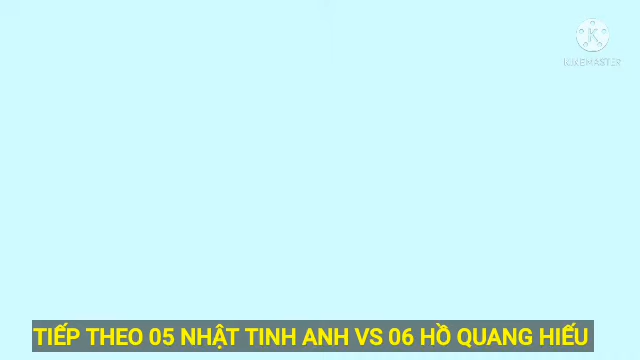 K
KINEMASTER
TIẾP THEO 05 NHẬT TINH ANH VS 06 HỒ QUANG HIẾU